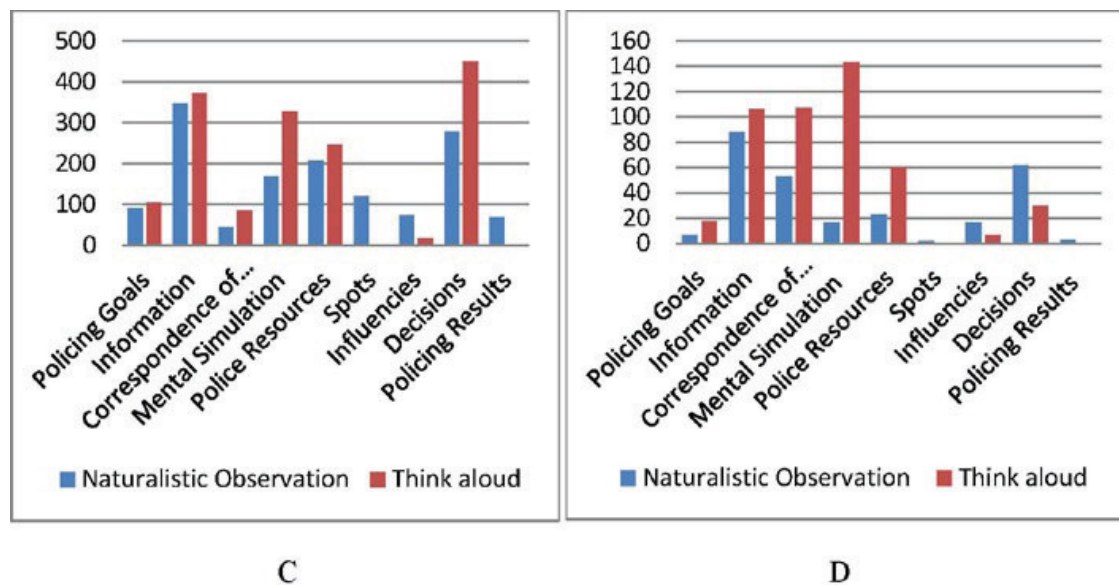 500
400
300
200
100
0
Policing Goals
Information
Correspondence of...
Mental Simulation
Police Resources
Spots
Influencies
Decisions
Policing Results
Naturalistic Observation Think aloud
C
160
140
120
100
80
60
40
20
0
Policing Goals
Information
Correspondence of...
Mental Simulation
Police Resources
Spots
Influencies
Decisions
Policing Results
Naturalistic Observation Think aloud
D